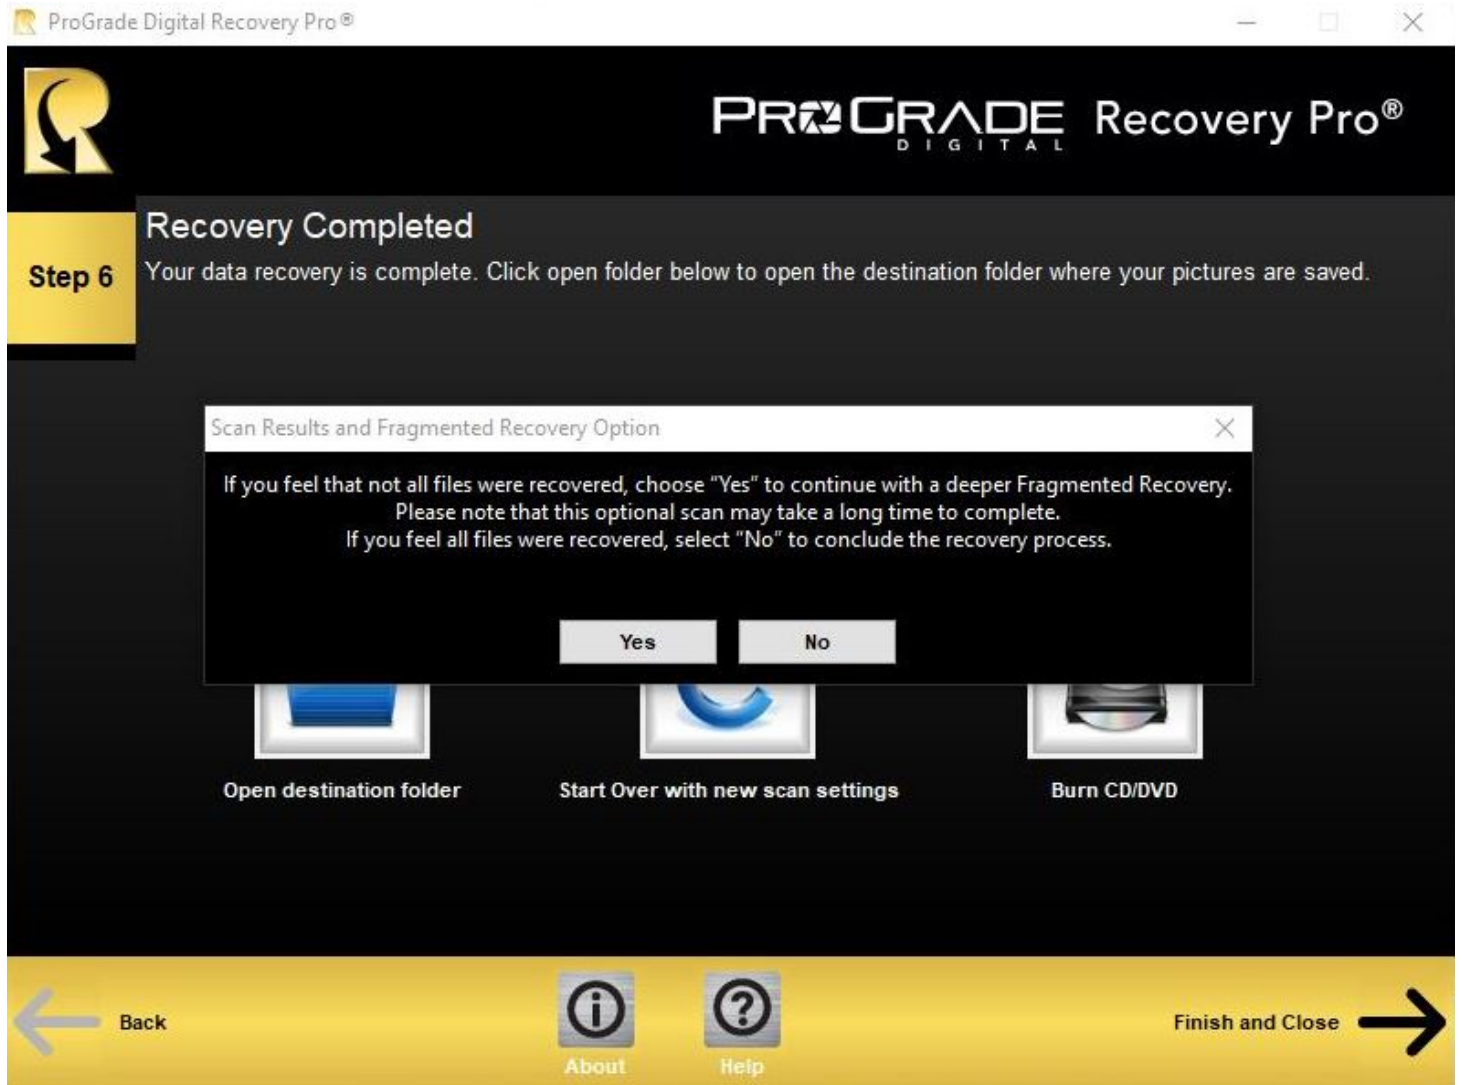 ProGrade Digital Recovery Pro®
PROGRADE Recovery Pro®
DIGITAL
Recovery Completed
Step 6
Your data recovery is complete. Click open folder below to open the destination folder where your pictures are saved.
Scan Results and Fragmented Recovery Option
If you feel that not all files were recovered, choose “Yes” to continue with a deeper Fragmented Recovery.
Please note that this optional scan may take a long time to complete.
If you feel all files were recovered, select “No” to conclude the recovery process.
Yes No
Open destination folder Start Over with new scan settings Burn CD/DVD
Back Finish and Close
About Help